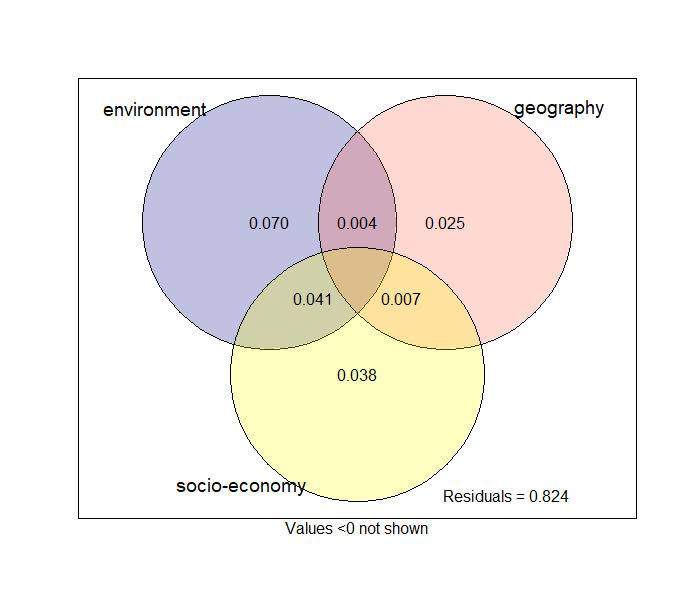 environment
geography
0.070
0.004
0.025
0.041
0.007
0.038
socio-economy
Residuals = 0.824
Values <0 not shown